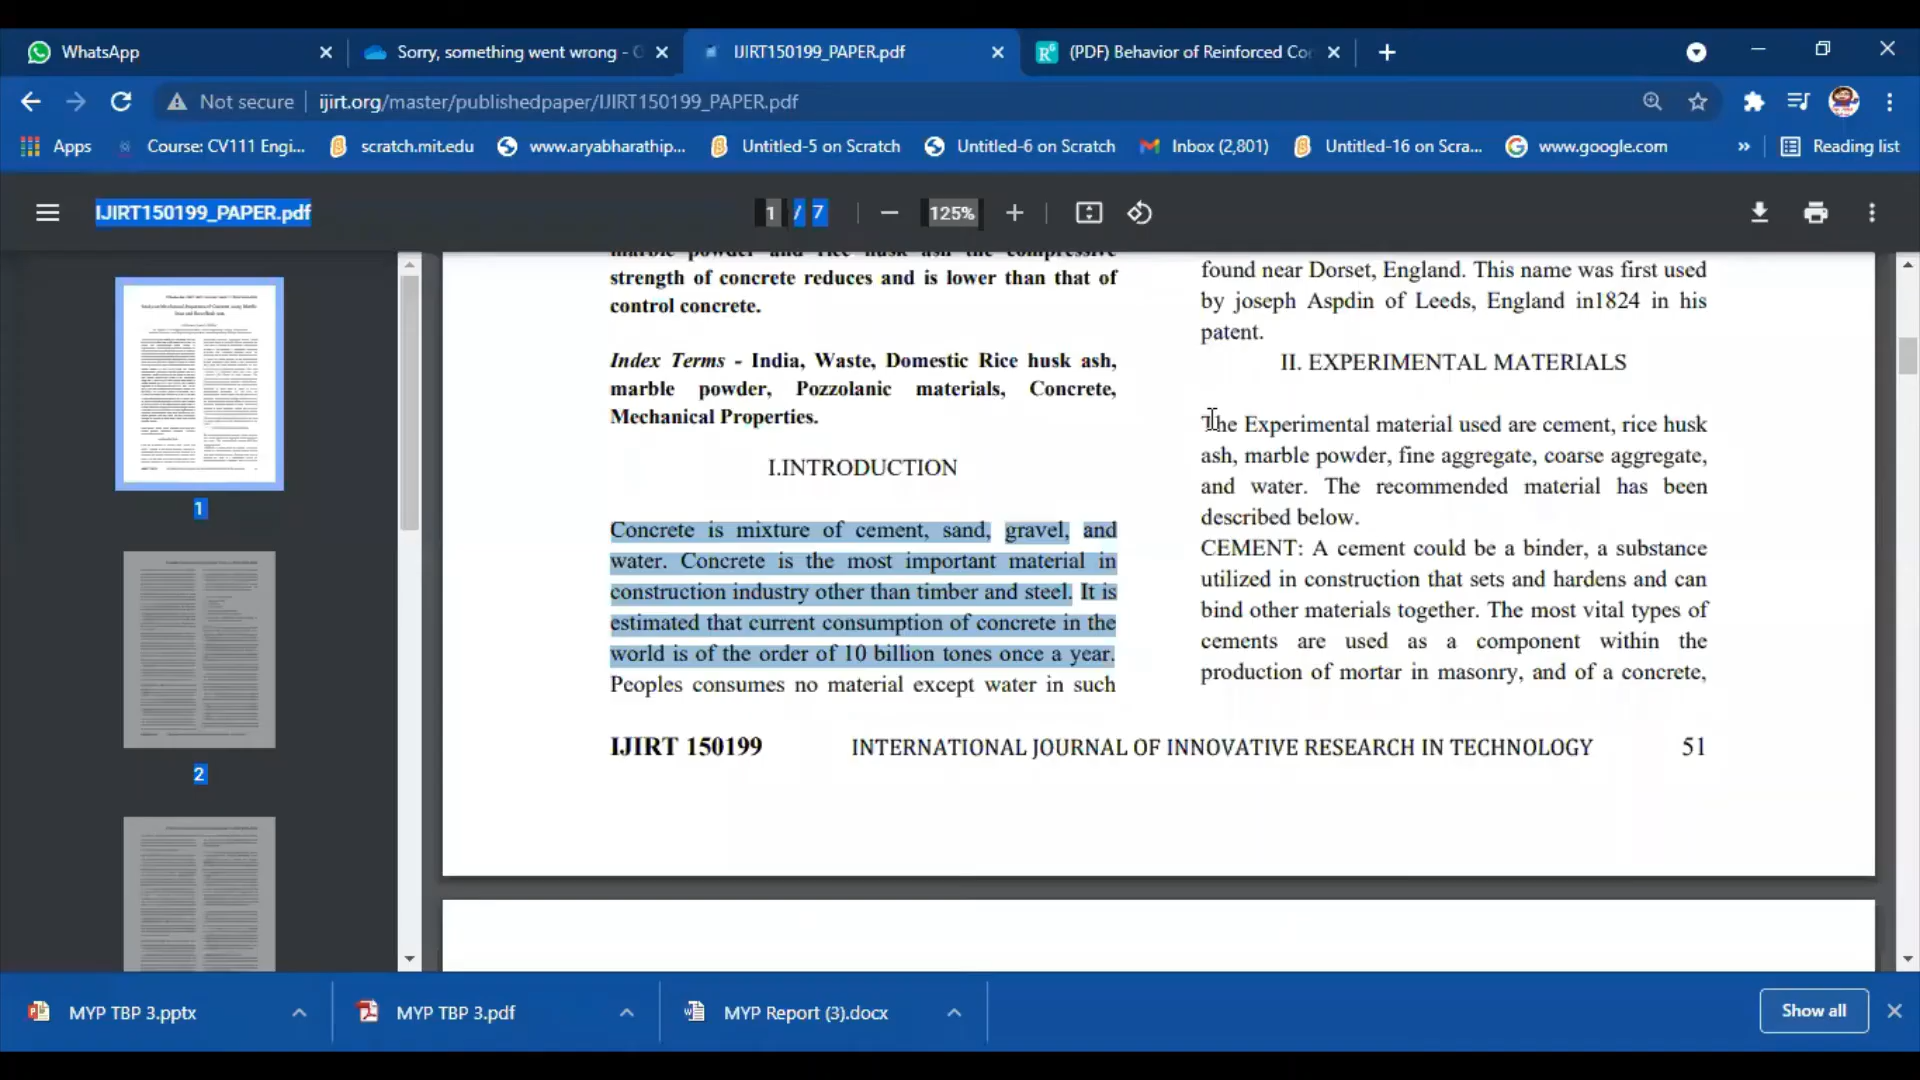 WhatsApp
Sorry, something went wrong -
IJIRT150199_PAPER.pdf
(PDF) Behavior of Reinforced Co
Not secure
ijirt.org/master/publishedpaper/IJIRT150199_PAPER.pdf
Apps
Course: CV111 Engi...
scratch.mit.edu
www.aryabharathip...
Untitled-5 on Scratch
Untitled-6 on Scratch
Inbox (2,801)
Untitled-16 on Scra...
www.google.com
»
Reading list
IJIRT150199_PAPER.pdf
1 / 7
125%
1
2
marble powder and rice husk ash the compressive
strength of concrete reduces and is lower than that of
control concrete.
Index Terms - India, Waste, Domestic Rice husk ash,
marble powder, Pozzolanic materials, Concrete,
Mechanical Properties.
I.INTRODUCTION
Concrete is mixture of cement, sand, gravel, and
water. Concrete is the most important material in
construction industry other than timber and steel. It is
estimated that current consumption of concrete in the
world is of the order of 10 billion tones once a year.
Peoples consumes no material except water in such
found near Dorset, England. This name was first used
by joseph Aspdin of Leeds, England in1824 in his
patent.
II. EXPERIMENTAL MATERIALS
The Experimental material used are cement, rice husk
ash, marble powder, fine aggregate, coarse aggregate,
and water. The recommended material has been
described below.
CEMENT: A cement could be a binder, a substance
utilized in construction that sets and hardens and can
bind other materials together. The most vital types of
cements are used as a component within the
production of mortar in masonry, and of a concrete,
IJIRT 150199 INTERNATIONAL JOURNAL OF INNOVATIVE RESEARCH IN TECHNOLOGY 51
MYP TBP 3.pptx
MYP TBP 3.pdf
MYP Report (3).docx
Show all